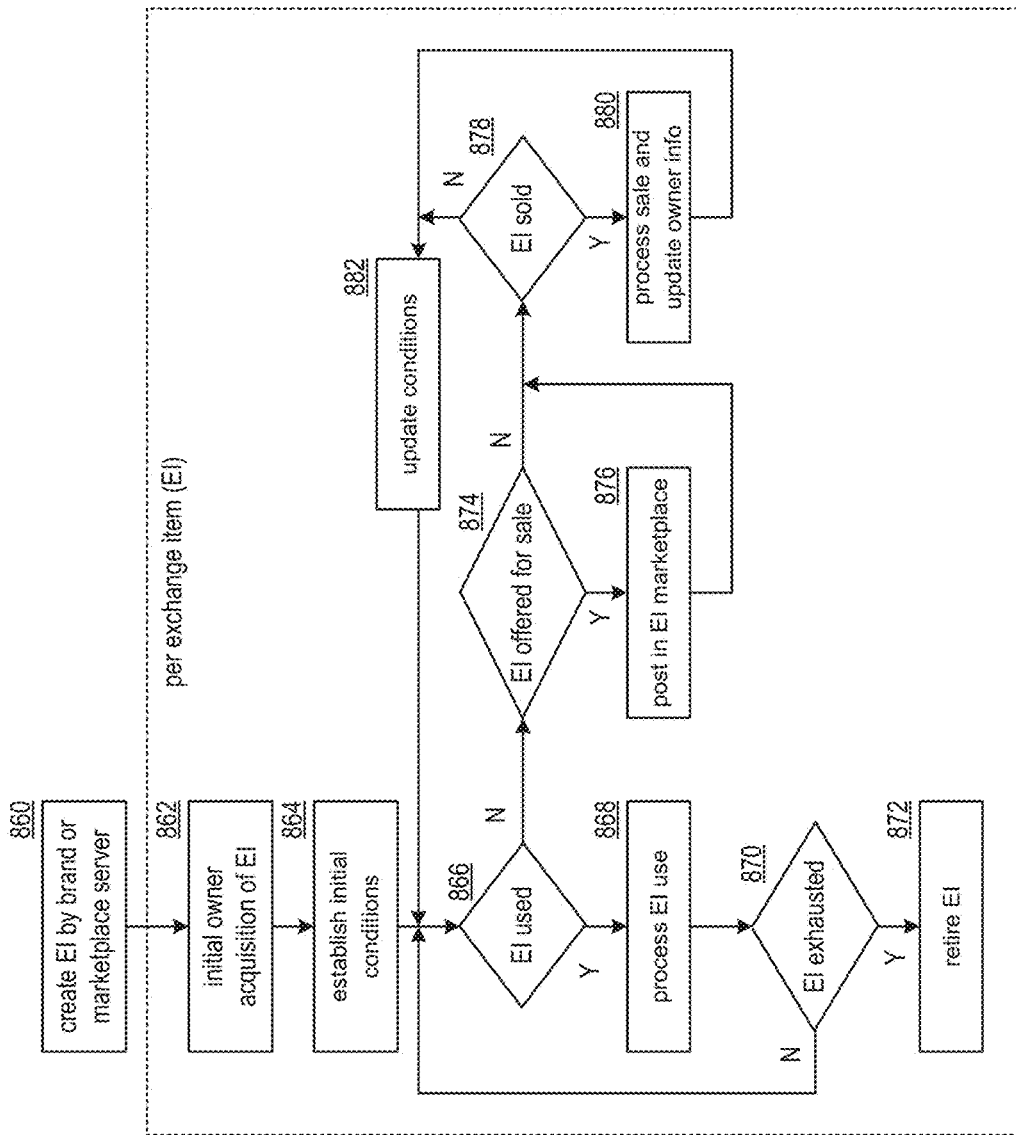 860
create EI by brand or
marketplace server
per exchange item (EI)
862
initial owner
acquisition of EI
864
establish initial
conditions
866
EI used
N
Y
868
process EI use
870
EI exhausted
N
Y
872
retire EI
874
EI offered for sale
N
Y
876
post in EI marketplace
878
EI sold
N
Y
880
process sale and
update owner info
882
update conditions